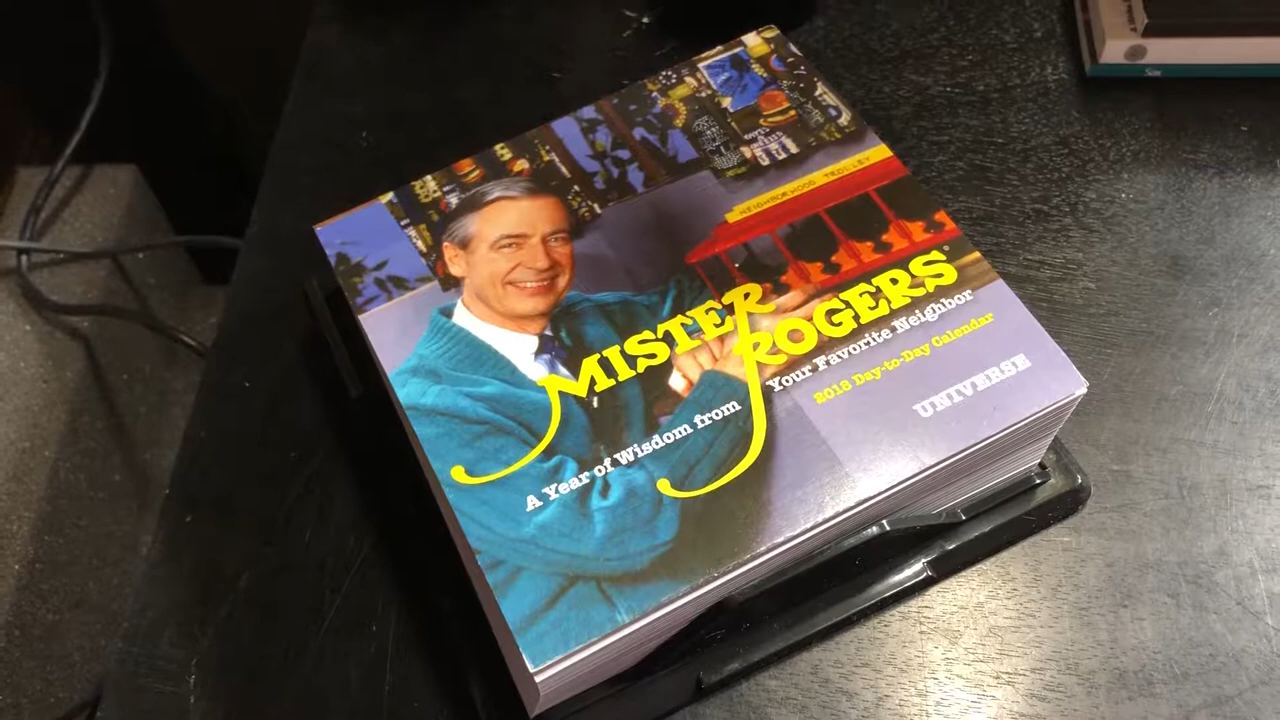 NEIGHBORHOOD TROLLEY
MISTER
ROGERS®
A Year of Wisdom from Your Favorite Neighbor
2018 Day-to-Day Calendar
UNIVERSE